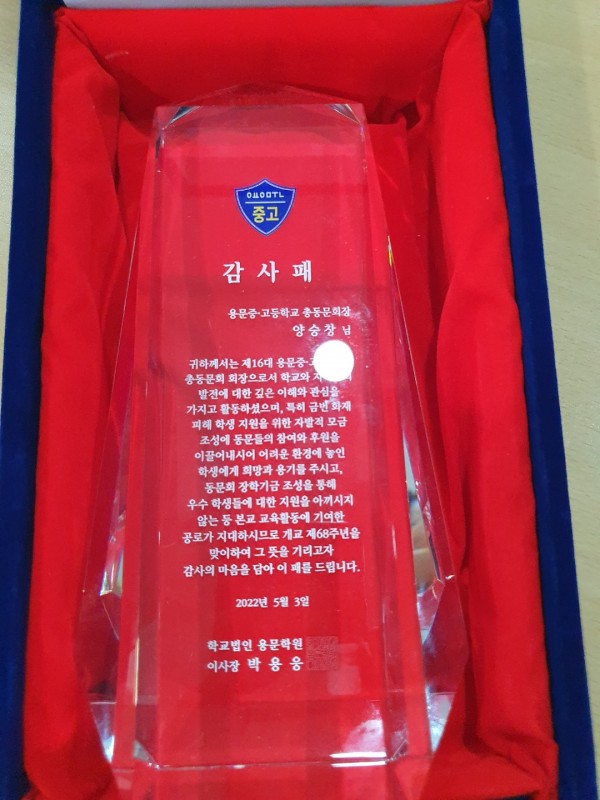 ㅇㅛㅇㅁㅜㄴ
중고
감사패
용문중·고등학교 총동문회장
양승창 님
귀하께서는 제16대 용문중·고
총동문회 회장으로서 학교와
발전에 대한 깊은 이해와 관심을
가지고 활동하셨으며, 특히 금번 화재
피해 학생 지원을 위한 자발적 모금
조성에 동문들의 참여와 후원을
이끌어내시어 어려운 환경에 놓인
학생에게 희망과 용기를 주시고,
동문회 장학기금 조성을 통해
우수 학생들에 대한 지원을 아끼시지
않는 등 본교 교육활동에 기여한
공로가 지대하시므로 개교 제68주년을
맞이하여 그 뜻을 기리고자
감사의 마음을 담아 이 패를 드립니다.
2022년 5월 3일
학교법인 용문학원
이사장 박용웅